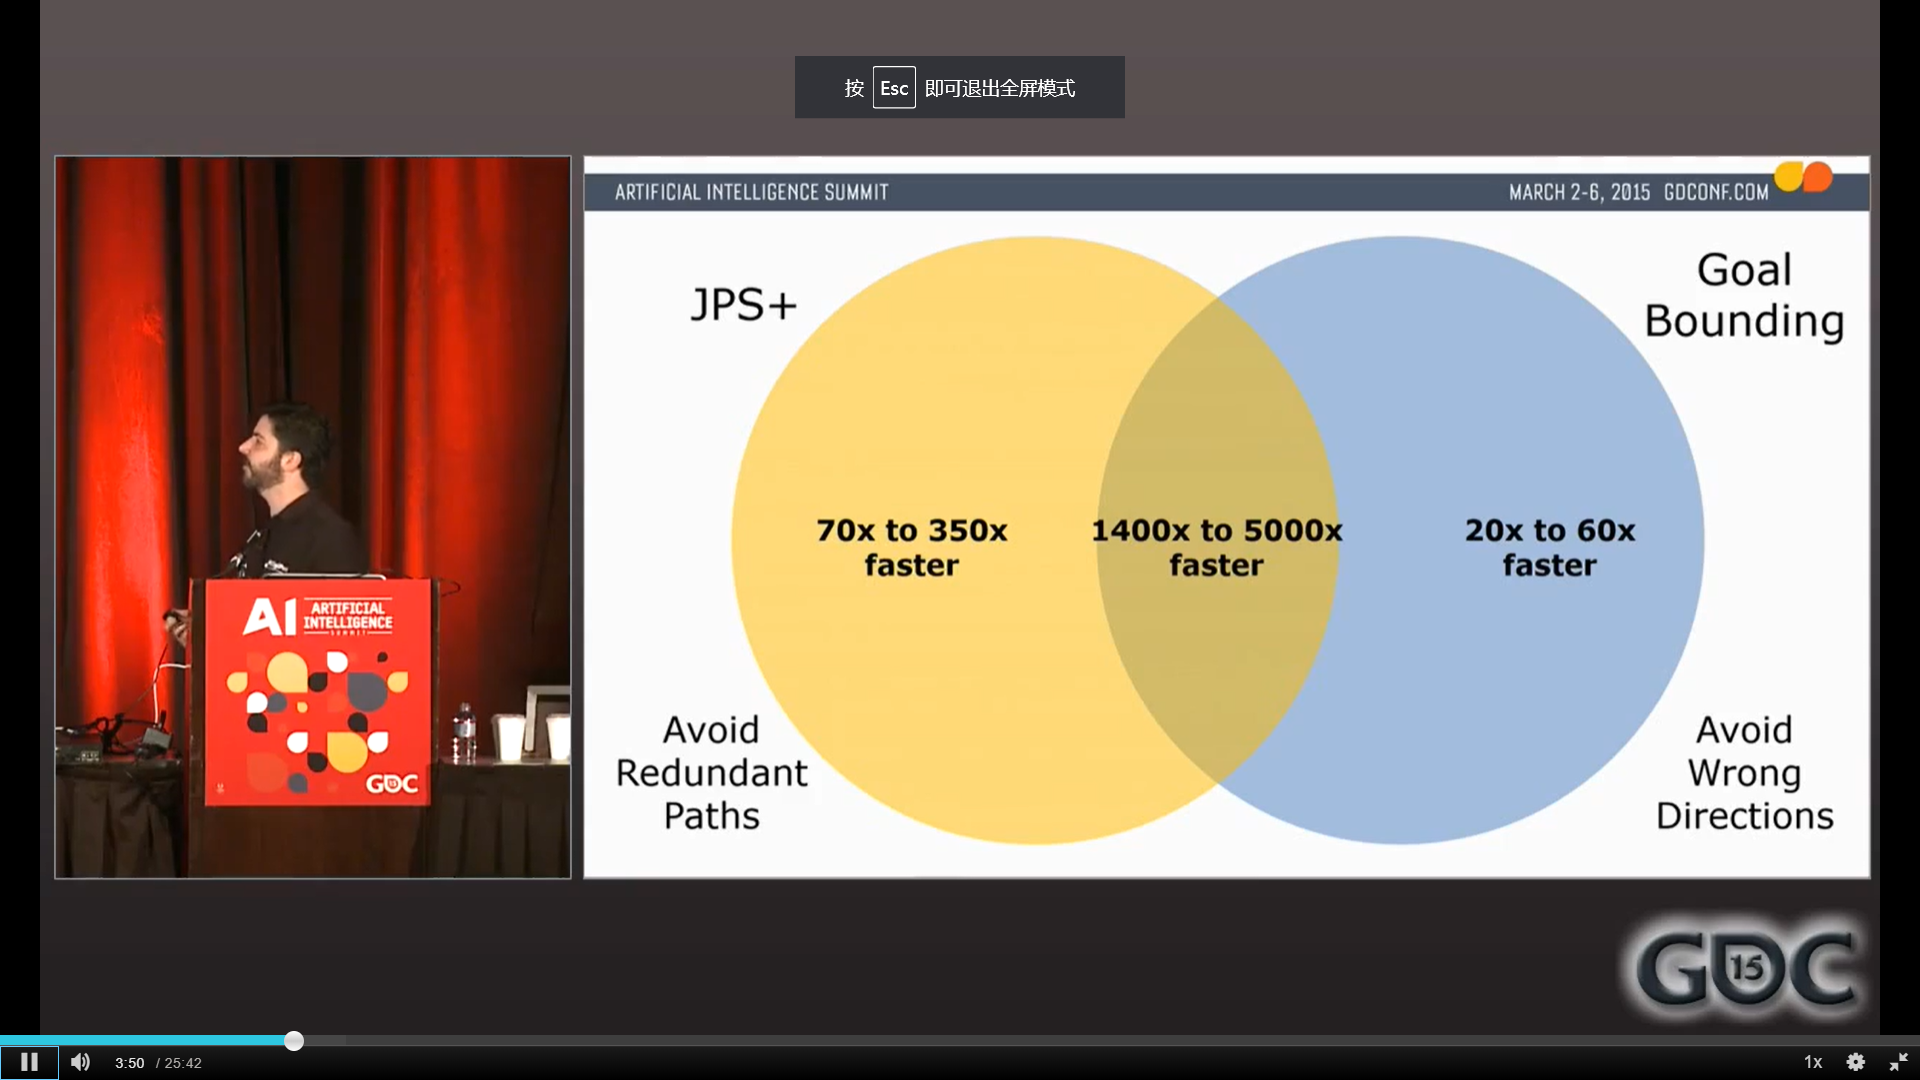 按 Esc 即可退出全屏模式
ARTIFICIAL INTELLIGENCE SUMMIT
MARCH 2-6, 2015 GDCONF.COM
JPS+
Goal
Bounding
70x to 350x
faster
1400x to 5000x
faster
20x to 60x
faster
Avoid
Redundant
Paths
Avoid
Wrong
Directions
AI ARTIFICIAL
INTELLIGENCE
SUMMIT
GDC
GDC 15
3:50 / 25:42
1x